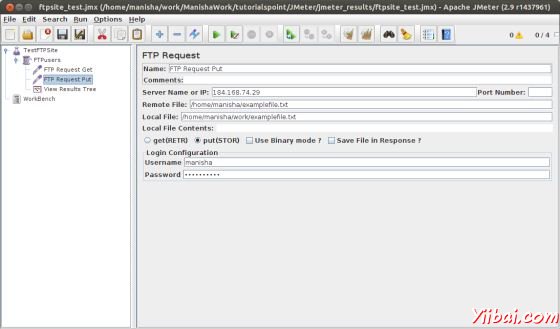 ftpsite_test.jmx (/home/manisha/work/ManishaWork/tutorialspoint/JMeter/jmeter_results/ftpsite_test.jmx) - Apache JMeter (2.9 r1437961)
File Edit Search Run Options Help
0 0 / 4
TestFTPSite
FTPusers
FTP Request Get
FTP Request Put
View Results Tree
WorkBench
FTP Request
Name: FTP Request Put
Comments:
Server Name or IP: 184.168.74.29 Port Number:
Remote File: /home/manisha/examplefile.txt
Local File: /home/manisha/work/examplefile.txt
Local File Contents:
get(RETR) put(STOR) Use Binary mode ? Save File in Response ?
Login Configuration
Username manisha
Password ••••••••••
Yiibai.com